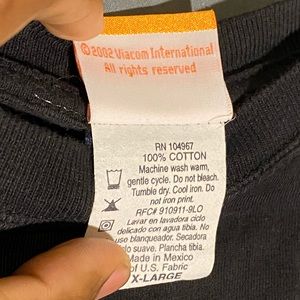 ©2002 Viacom International
All rights reserved
RN 104967
100% COTTON
Machine wash warm,
gentle cycle. Do not bleach.
Tumble dry. Cool iron. Do
not iron print.
RFC# 910911-9LO
Lavar en lavadora ciclo
delicado con agua tibia. No
use blanqueador. Secadora
lo suave. Plancha tibia.
Made in Mexico
of U.S. Fabric
X-LARGE